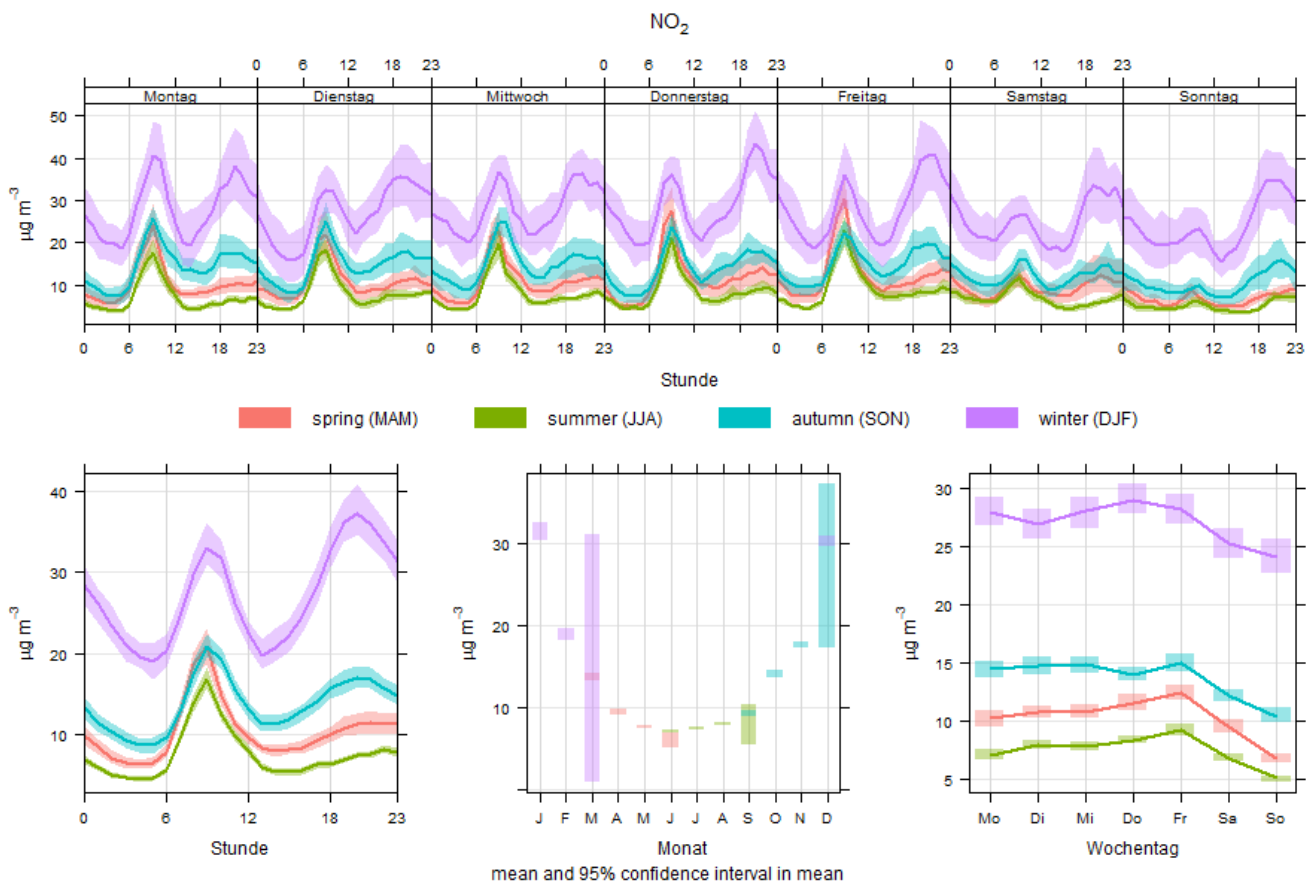 NO2
0 6 12 18 23 0 6 12 18 23 0 6 12 18 23
Montag Dienstag Mittwoch Donnerstag Freitag Samstag Sonntag
50
40
30
20
10
µg m−3
0 6 12 18 23 0 6 12 18 23 0 6 12 18 23 0 6 12 18 23
Stunde
spring (MAM) summer (JJA) autumn (SON) winter (DJF)
40
30
20
10
µg m−3
0 6 12 18 23
Stunde
30
20
10
µg m−3
J F M A M J J A S O N D
Monat
30
25
20
15
10
5
µg m−3
Mo Di Mi Do Fr Sa So
Wochentag
mean and 95% confidence interval in mean